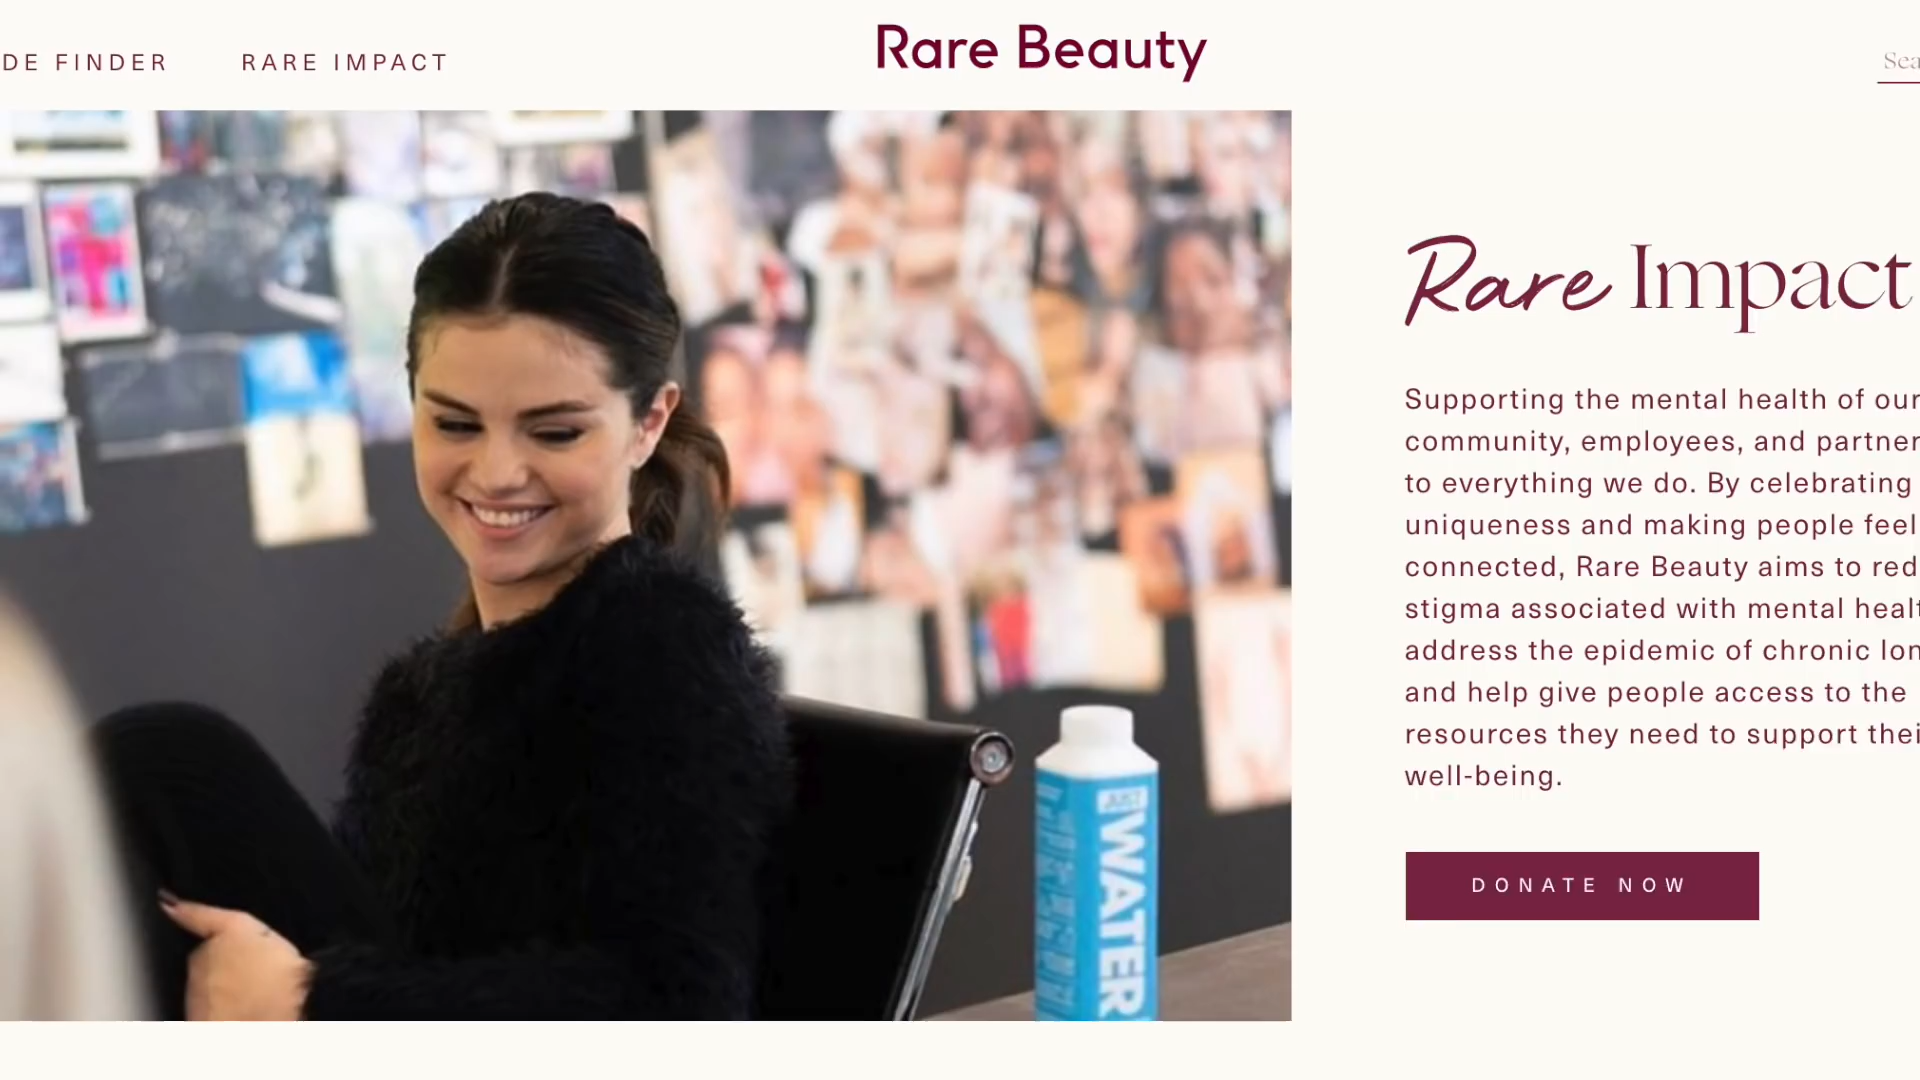 DE FINDER
RARE IMPACT
Rare Beauty
Sea
Rare Impact
Supporting the mental health of our
community, employees, and partner
to everything we do. By celebrating
uniqueness and making people feel
connected, Rare Beauty aims to red
stigma associated with mental healt
address the epidemic of chronic lon
and help give people access to the
resources they need to support thei
well-being.
DONATE NOW
JUST
WATER